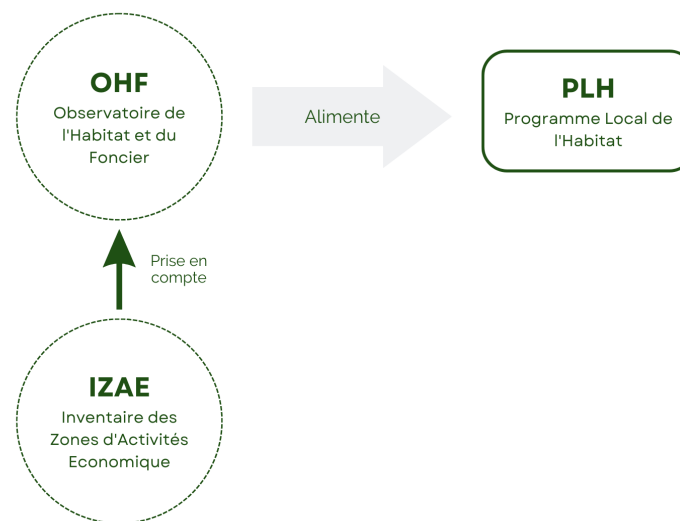 OHF
Observatoire de
l'Habitat et du
Foncier
Alimente
PLH
Programme Local de
l'Habitat
Prise en
compte
IZAE
Inventaire des
Zones d'Activités
Economique